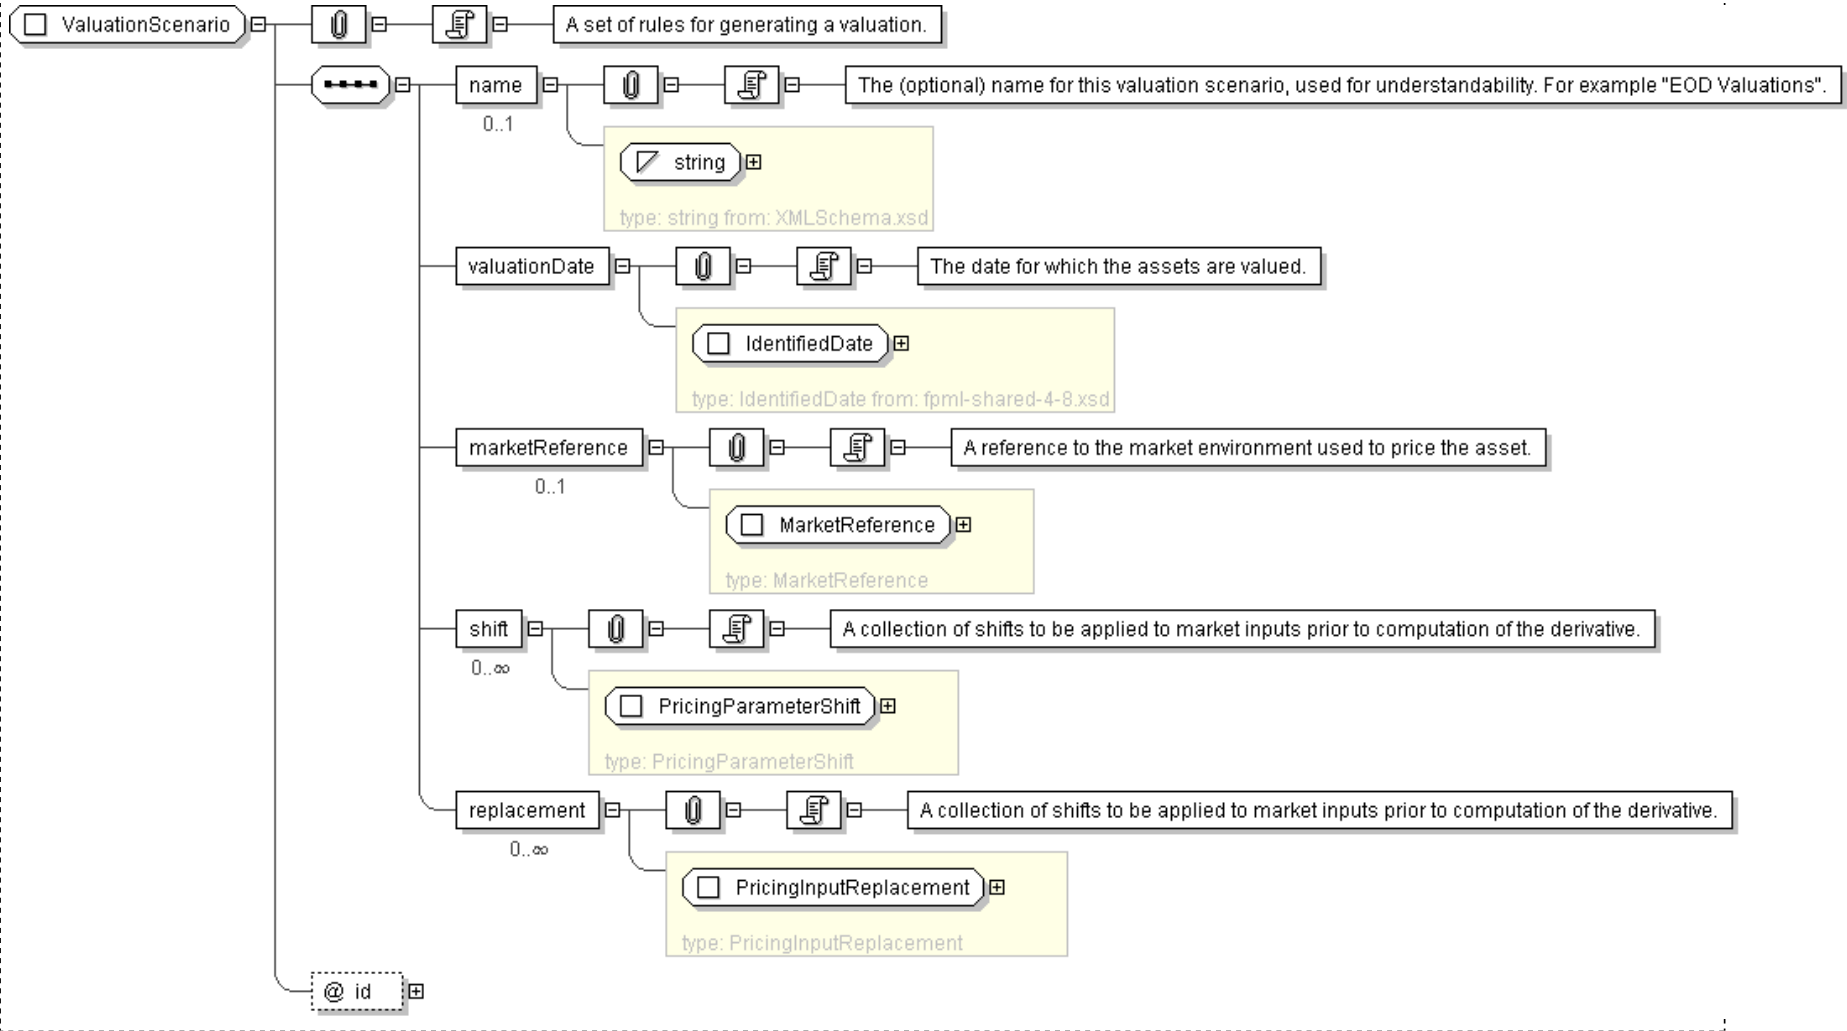 ValuationScenario
A set of rules for generating a valuation.
name
The (optional) name for this valuation scenario, used for understandability. For example "EOD Valuations".
0..1
string
type: string from: XMLSchema.xsd
valuationDate
The date for which the assets are valued.
IdentifiedDate
type: IdentifiedDate from: fpml-shared-4-8.xsd
marketReference
A reference to the market environment used to price the asset.
0..1
MarketReference
type: MarketReference
shift
A collection of shifts to be applied to market inputs prior to computation of the derivative.
0..∞
PricingParameterShift
type: PricingParameterShift
replacement
A collection of shifts to be applied to market inputs prior to computation of the derivative.
0..∞
PricingInputReplacement
type: PricingInputReplacement
@ id